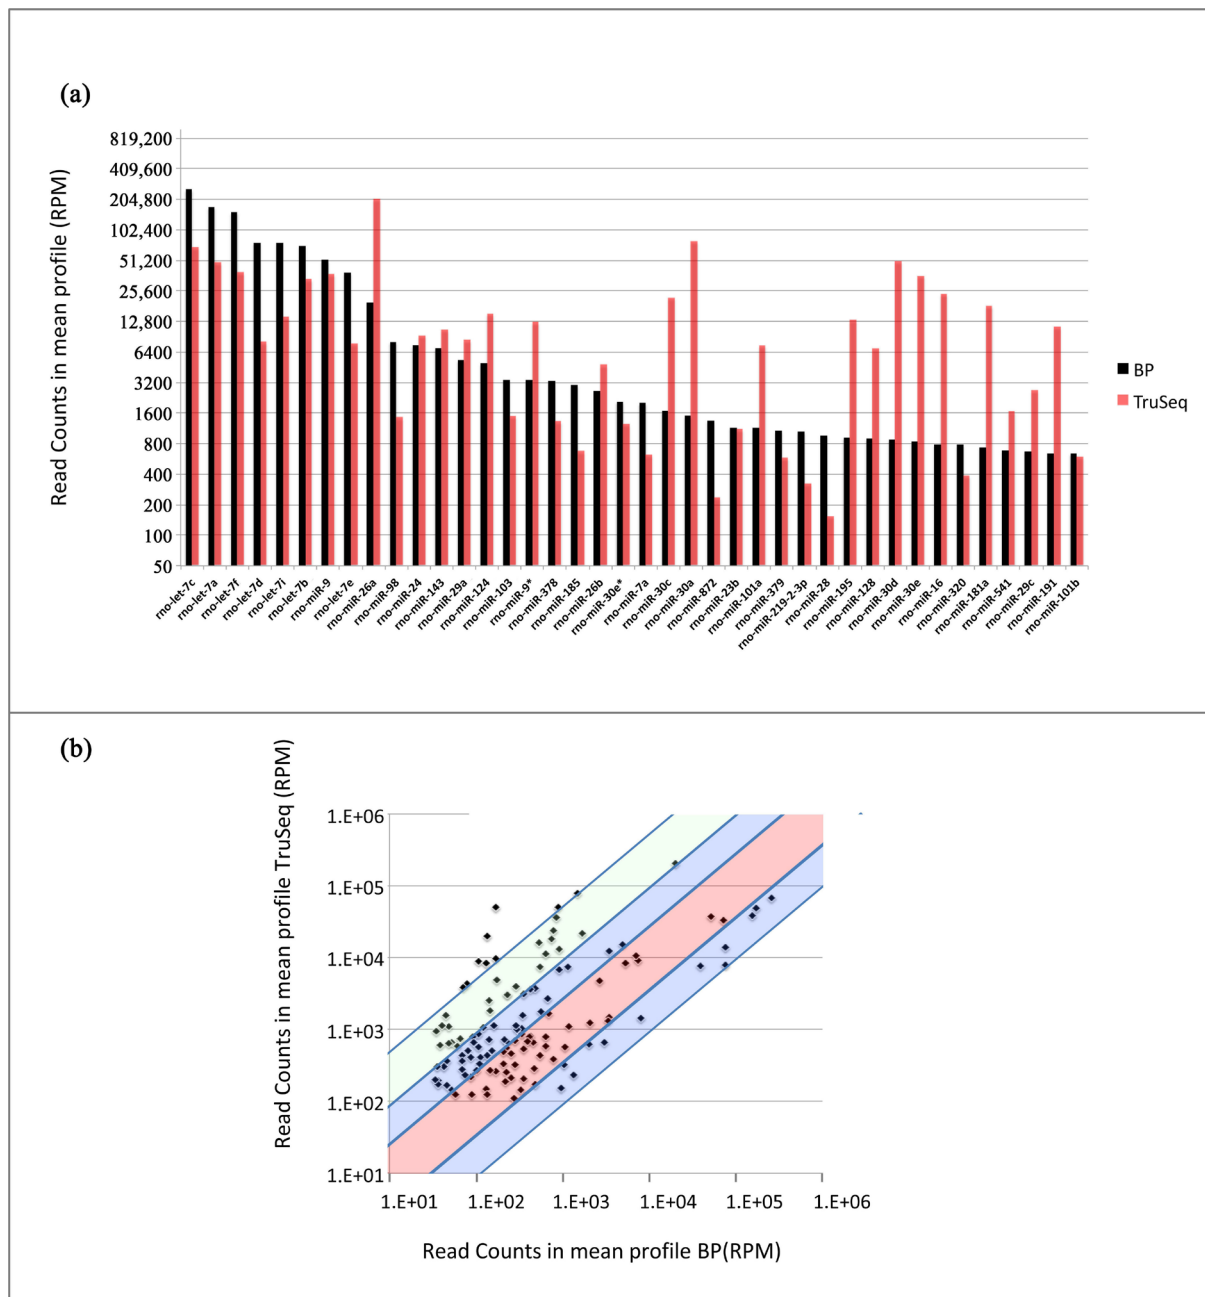 (a)
Read Counts in mean profile (RPM)
819,200
409,600
204,800
102,400
51,200
25,600
12,800
6400
3200
1600
800
400
200
100
50
rno-let-7c
rno-let-7a
rno-let-7f
rno-let-7d
rno-let-7i
rno-let-7b
rno-miR-9
rno-let-7e
rno-miR-26a
rno-miR-98
rno-miR-24
rno-miR-143
rno-miR-29a
rno-miR-124
rno-miR-103
rno-miR-9*
rno-miR-378
rno-miR-185
rno-miR-26b
rno-miR-30e*
rno-miR-7a
rno-miR-30c
rno-miR-30a
rno-miR-872
rno-miR-23b
rno-miR-101a
rno-miR-379
rno-miR-219-2-3p
rno-miR-28
rno-miR-195
rno-miR-128
rno-miR-30d
rno-miR-30e
rno-miR-16
rno-miR-320
rno-miR-181a
rno-miR-541
rno-miR-29c
rno-miR-191
rno-miR-101b
BP
TruSeq
(b)
Read Counts in mean profile TruSeq (RPM)
1.E+06
1.E+05
1.E+04
1.E+03
1.E+02
1.E+01
1.E+01 1.E+02 1.E+03 1.E+04 1.E+05 1.E+06
Read Counts in mean profile BP(RPM)